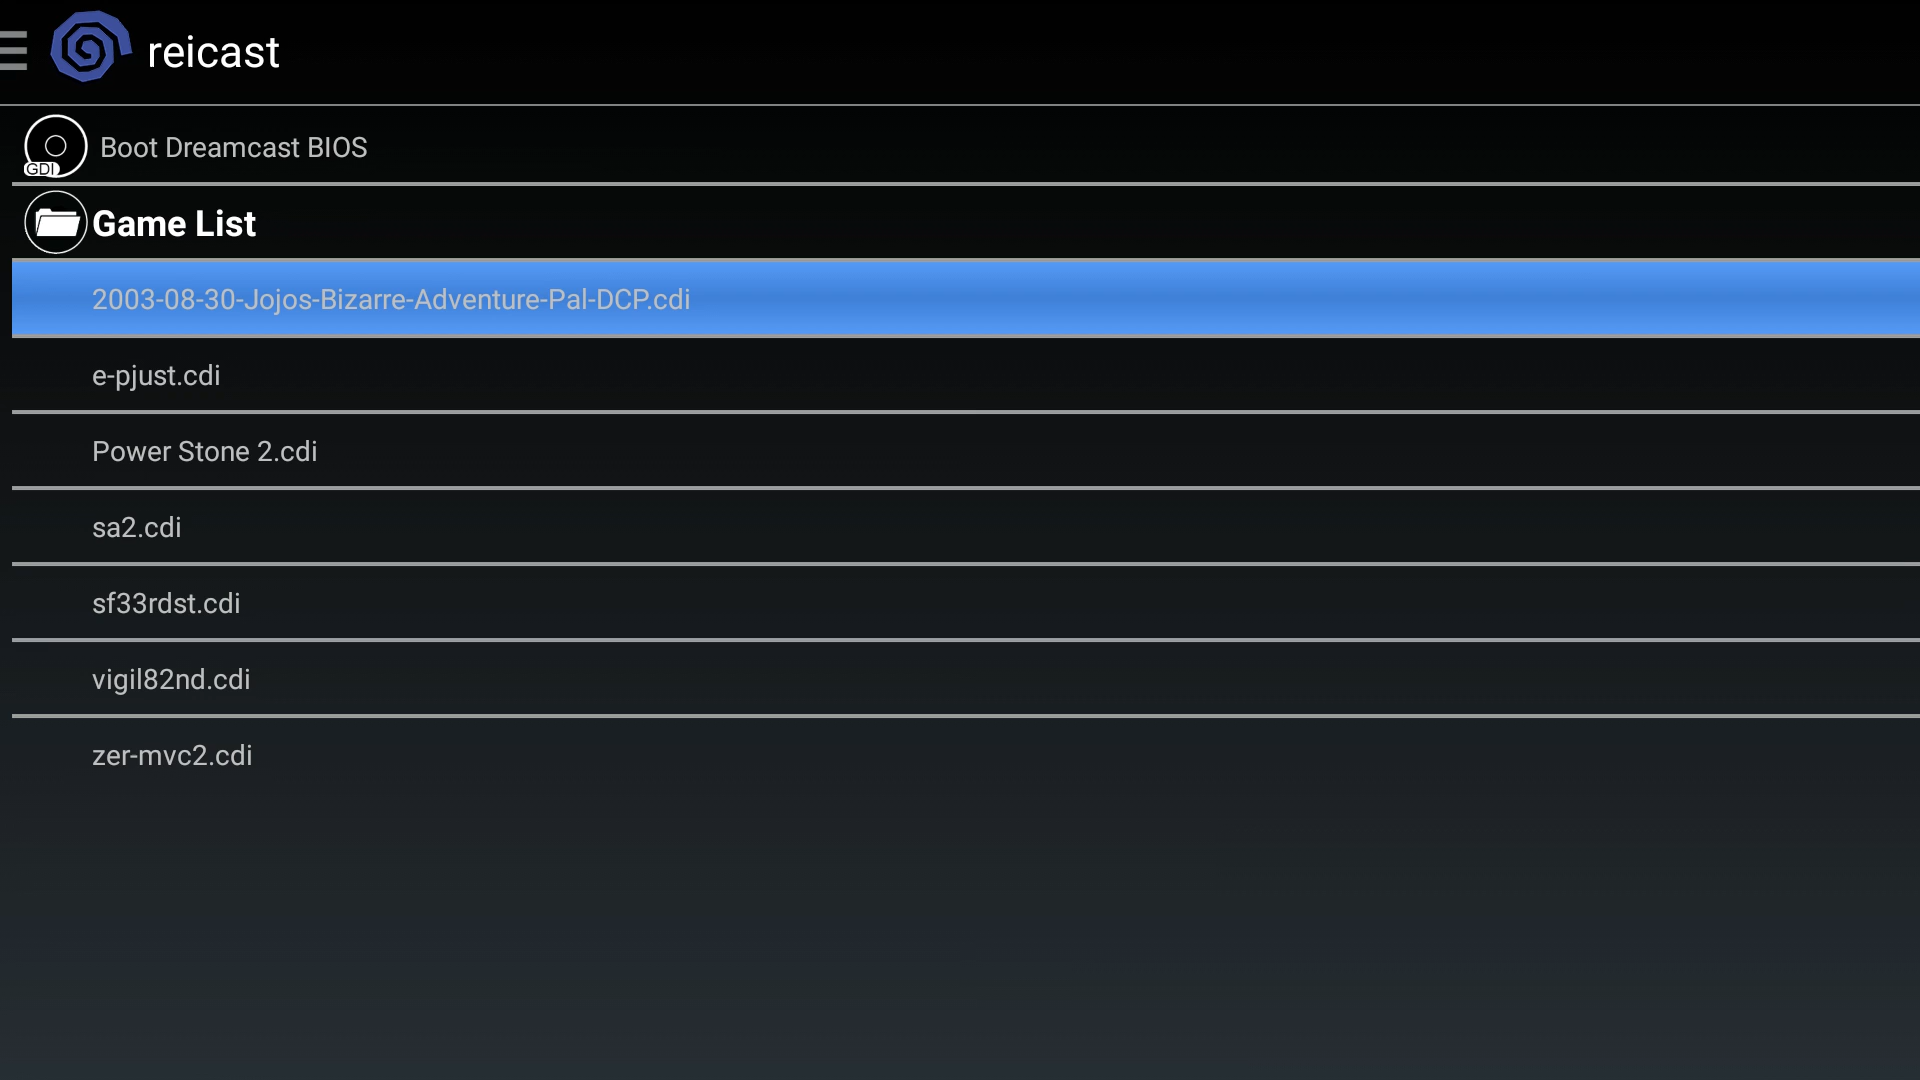 reicast
GDI
Boot Dreamcast BIOS
Game List
2003-08-30-Jojos-Bizarre-Adventure-Pal-DCP.cdi
e-pjust.cdi
Power Stone 2.cdi
sa2.cdi
sf33rdst.cdi
vigil82nd.cdi
zer-mvc2.cdi